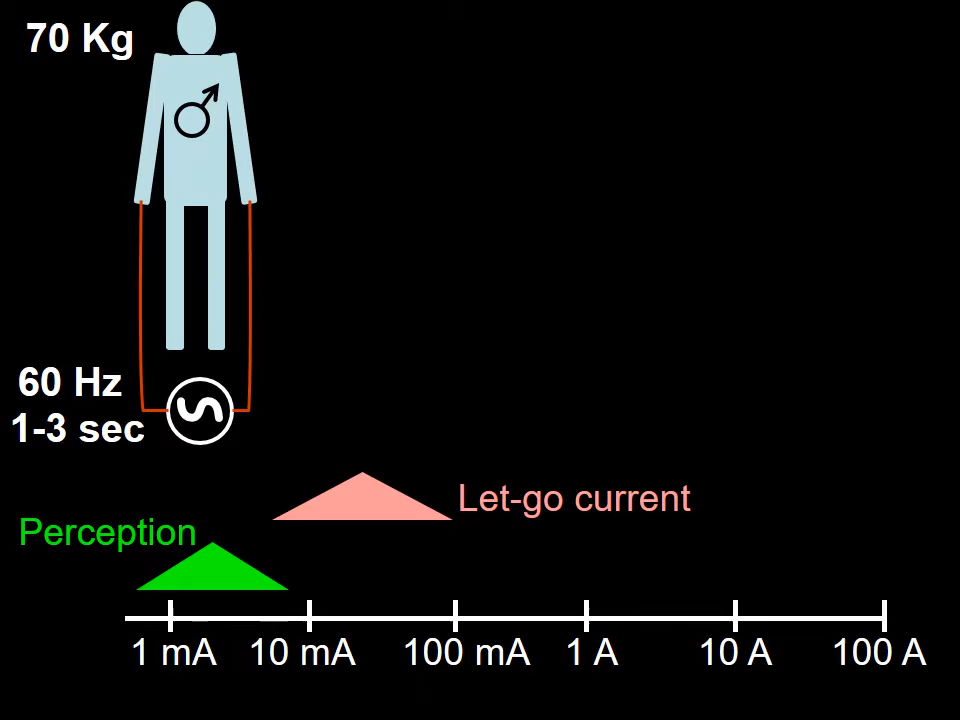 70 Kg
60 Hz
1-3 sec
Let-go current
Perception
1 mA 10 mA 100 mA 1 A 10 A 100 A